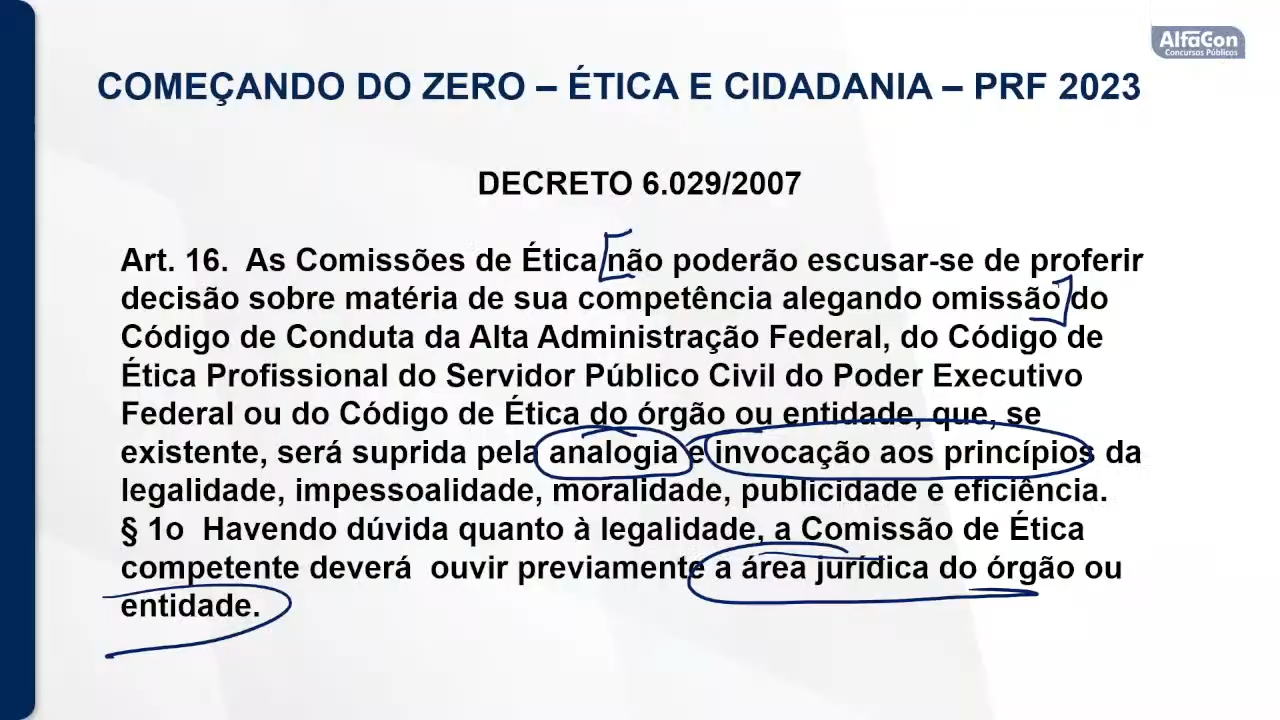 AlfaCon
Concursos Públicos
COMEÇANDO DO ZERO – ÉTICA E CIDADANIA – PRF 2023
DECRETO 6.029/2007
Art. 16. As Comissões de Ética não poderão escusar-se de proferir
decisão sobre matéria de sua competência alegando omissão do
Código de Conduta da Alta Administração Federal, do Código de
Ética Profissional do Servidor Público Civil do Poder Executivo
Federal ou do Código de Ética do órgão ou entidade, que, se
existente, será suprida pela analogia e invocação aos princípios da
legalidade, impessoalidade, moralidade, publicidade e eficiência.
§ 1o Havendo dúvida quanto à legalidade, a Comissão de Ética
competente deverá ouvir previamente a área jurídica do órgão ou
entidade.